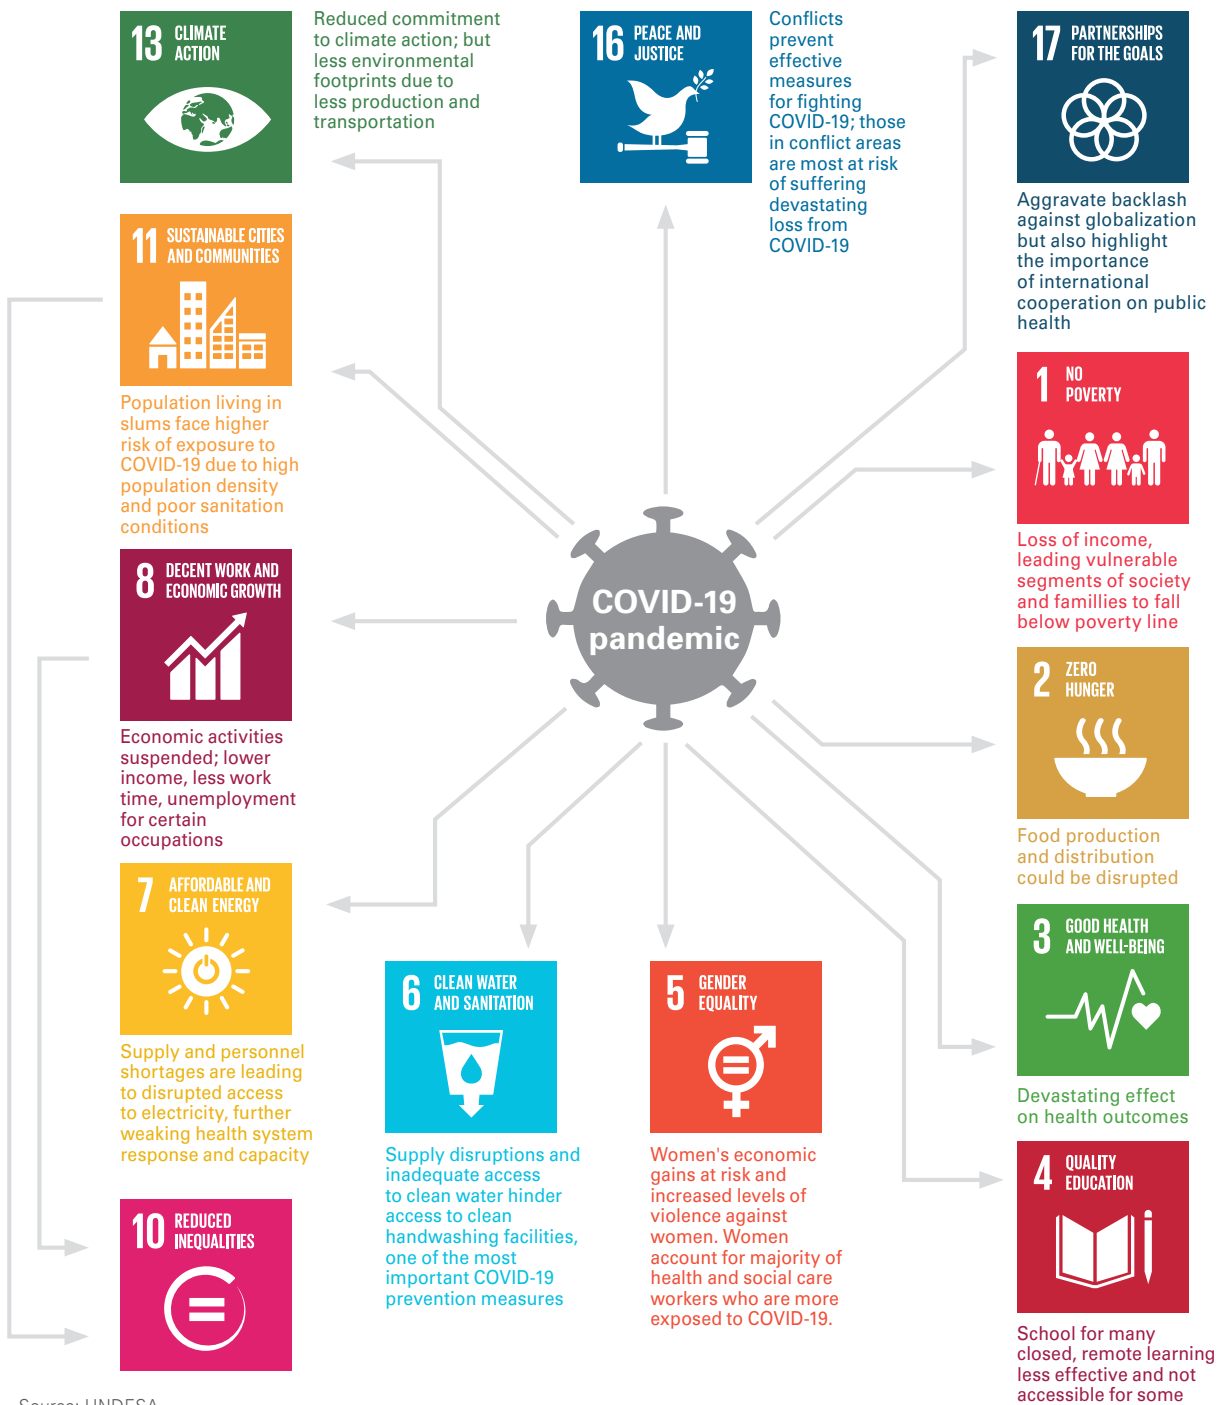 13 CLIMATE
ACTION
Reduced commitment
to climate action; but
less environmental
footprints due to
less production and
transportation
16 PEACE AND
JUSTICE
Conflicts
prevent
effective
measures
for fighting
COVID-19; those
in conflict areas
are most at risk
of suffering
devastating
loss from
COVID-19
17 PARTNERSHIPS
FOR THE GOALS
Aggravate backlash
against globalization
but also highlight
the importance
of international
cooperation on public
health
11 SUSTAINABLE CITIES
AND COMMUNITIES
Population living in
slums face higher
risk of exposure to
COVID-19 due to high
population density
and poor sanitation
conditions
1 NO
POVERTY
Loss of income,
leading vulnerable
segments of society
and famillies to fall
below poverty line
COVID-19
pandemic
8 DECENT WORK AND
ECONOMIC GROWTH
Economic activities
suspended; lower
income, less work
time, unemployment
for certain
occupations
2 ZERO
HUNGER
Food production
and distribution
could be disrupted
7 AFFORDABLE AND
CLEAN ENERGY
Supply and personnel
shortages are leading
to disrupted access
to electricity, further
weaking health system
response and capacity
3 GOOD HEALTH
AND WELL-BEING
Devastating effect
on health outcomes
6 CLEAN WATER
AND SANITATION
Supply disruptions and
inadequate access
to clean water hinder
access to clean
handwashing facilities,
one of the most
important COVID-19
prevention measures
5 GENDER
EQUALITY
Women's economic
gains at risk and
increased levels of
violence against
women. Women
account for majority of
health and social care
workers who are more
exposed to COVID-19.
4 QUALITY
EDUCATION
School for many
closed, remote learning
less effective and not
accessible for some
10 REDUCED
INEQUALITIES
Source: UNDESA